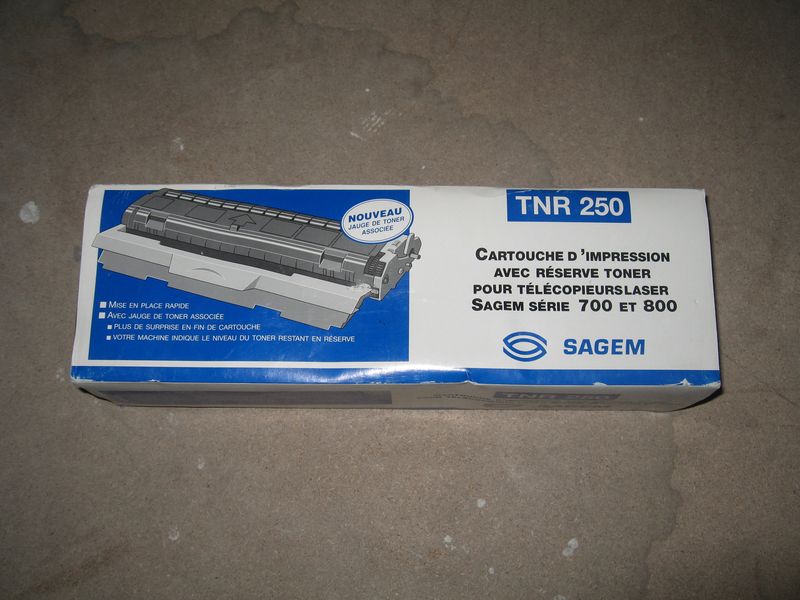 NOUVEAU
JAUGE DE TONER
ASSOCIÉE
MISE EN PLACE RAPIDE
AVEC JAUGE DE TONER ASSOCIÉE
PLUS DE SURPRISE EN FIN DE CARTOUCHE
VOTRE MACHINE INDIQUE LE NIVEAU DU TONER RESTANT EN RÉSERVE
TNR 250
CARTOUCHE D'IMPRESSION
AVEC RÉSERVE TONER
POUR TÉLÉCOPIEURS LASER
SAGEM SÉRIE 700 ET 800
SAGEM
TNR 250